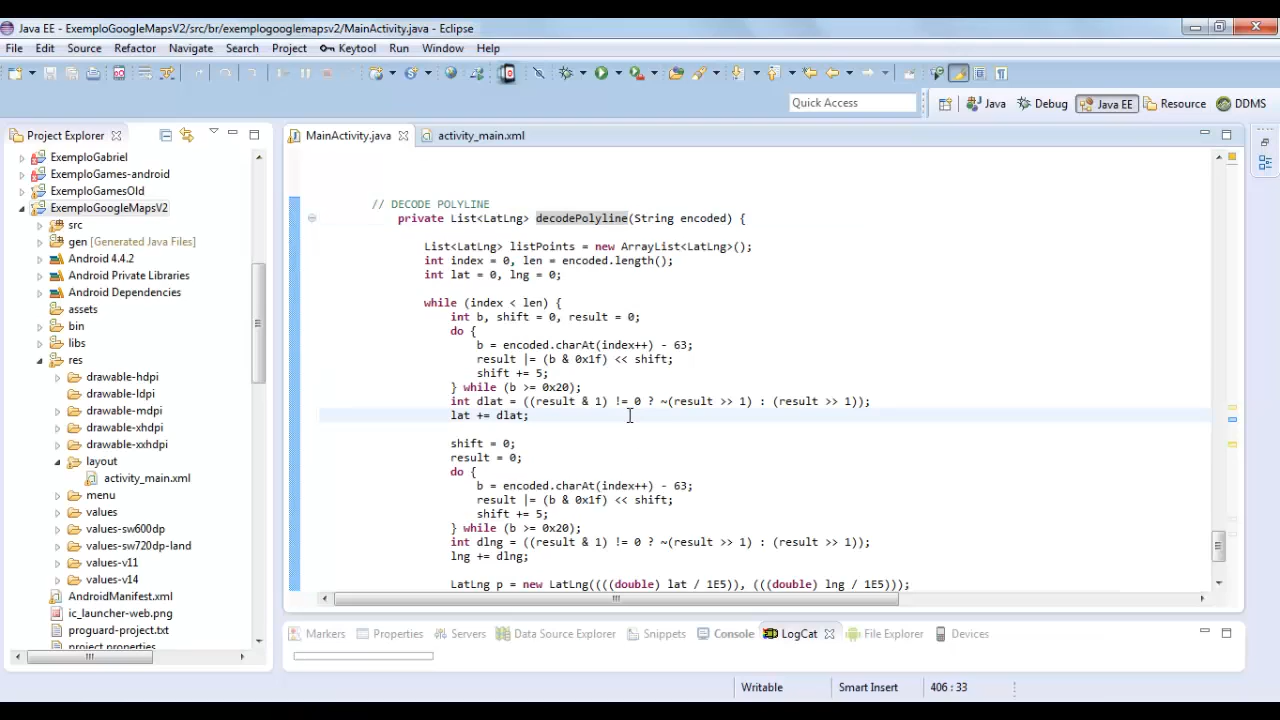 Java EE - ExemploGoogleMapsV2/src/br/exemplogooglemapsv2/MainActivity.java - Eclipse
File Edit Source Refactor Navigate Search Project Keytool Run Window Help
Quick Access
Java Debug Java EE Resource DDMS
Project Explorer
MainActivity.java activity_main.xml
ExemploGabriel
ExemploGames-android
ExemploGamesOld
ExemploGoogleMapsV2
src
gen [Generated Java Files]
Android 4.4.2
Android Private Libraries
Android Dependencies
assets
bin
libs
res
drawable-hdpi
drawable-ldpi
drawable-mdpi
drawable-xhdpi
drawable-xxhdpi
layout
activity_main.xml
menu
values
values-sw600dp
values-sw720dp-land
values-v11
values-v14
AndroidManifest.xml
ic_launcher-web.png
proguard-project.txt
project.properties
// DECODE POLYLINE
private List<LatLng> decodePolyline(String encoded) {
List<LatLng> listPoints = new ArrayList<LatLng>();
int index = 0, len = encoded.length();
int lat = 0, lng = 0;
while (index < len) {
int b, shift = 0, result = 0;
do {
b = encoded.charAt(index++) - 63;
result |= (b & 0x1f) << shift;
shift += 5;
} while (b >= 0x20);
int dlat = ((result & 1) != 0 ? ~(result >> 1) : (result >> 1));
lat += dlat;
shift = 0;
result = 0;
do {
b = encoded.charAt(index++) - 63;
result |= (b & 0x1f) << shift;
shift += 5;
} while (b >= 0x20);
int dlng = ((result & 1) != 0 ? ~(result >> 1) : (result >> 1));
lng += dlng;
LatLng p = new LatLng((((double) lat / 1E5)), (((double) lng / 1E5)));
Markers Properties Servers Data Source Explorer Snippets Console LogCat File Explorer Devices
Writable Smart Insert 406 : 33